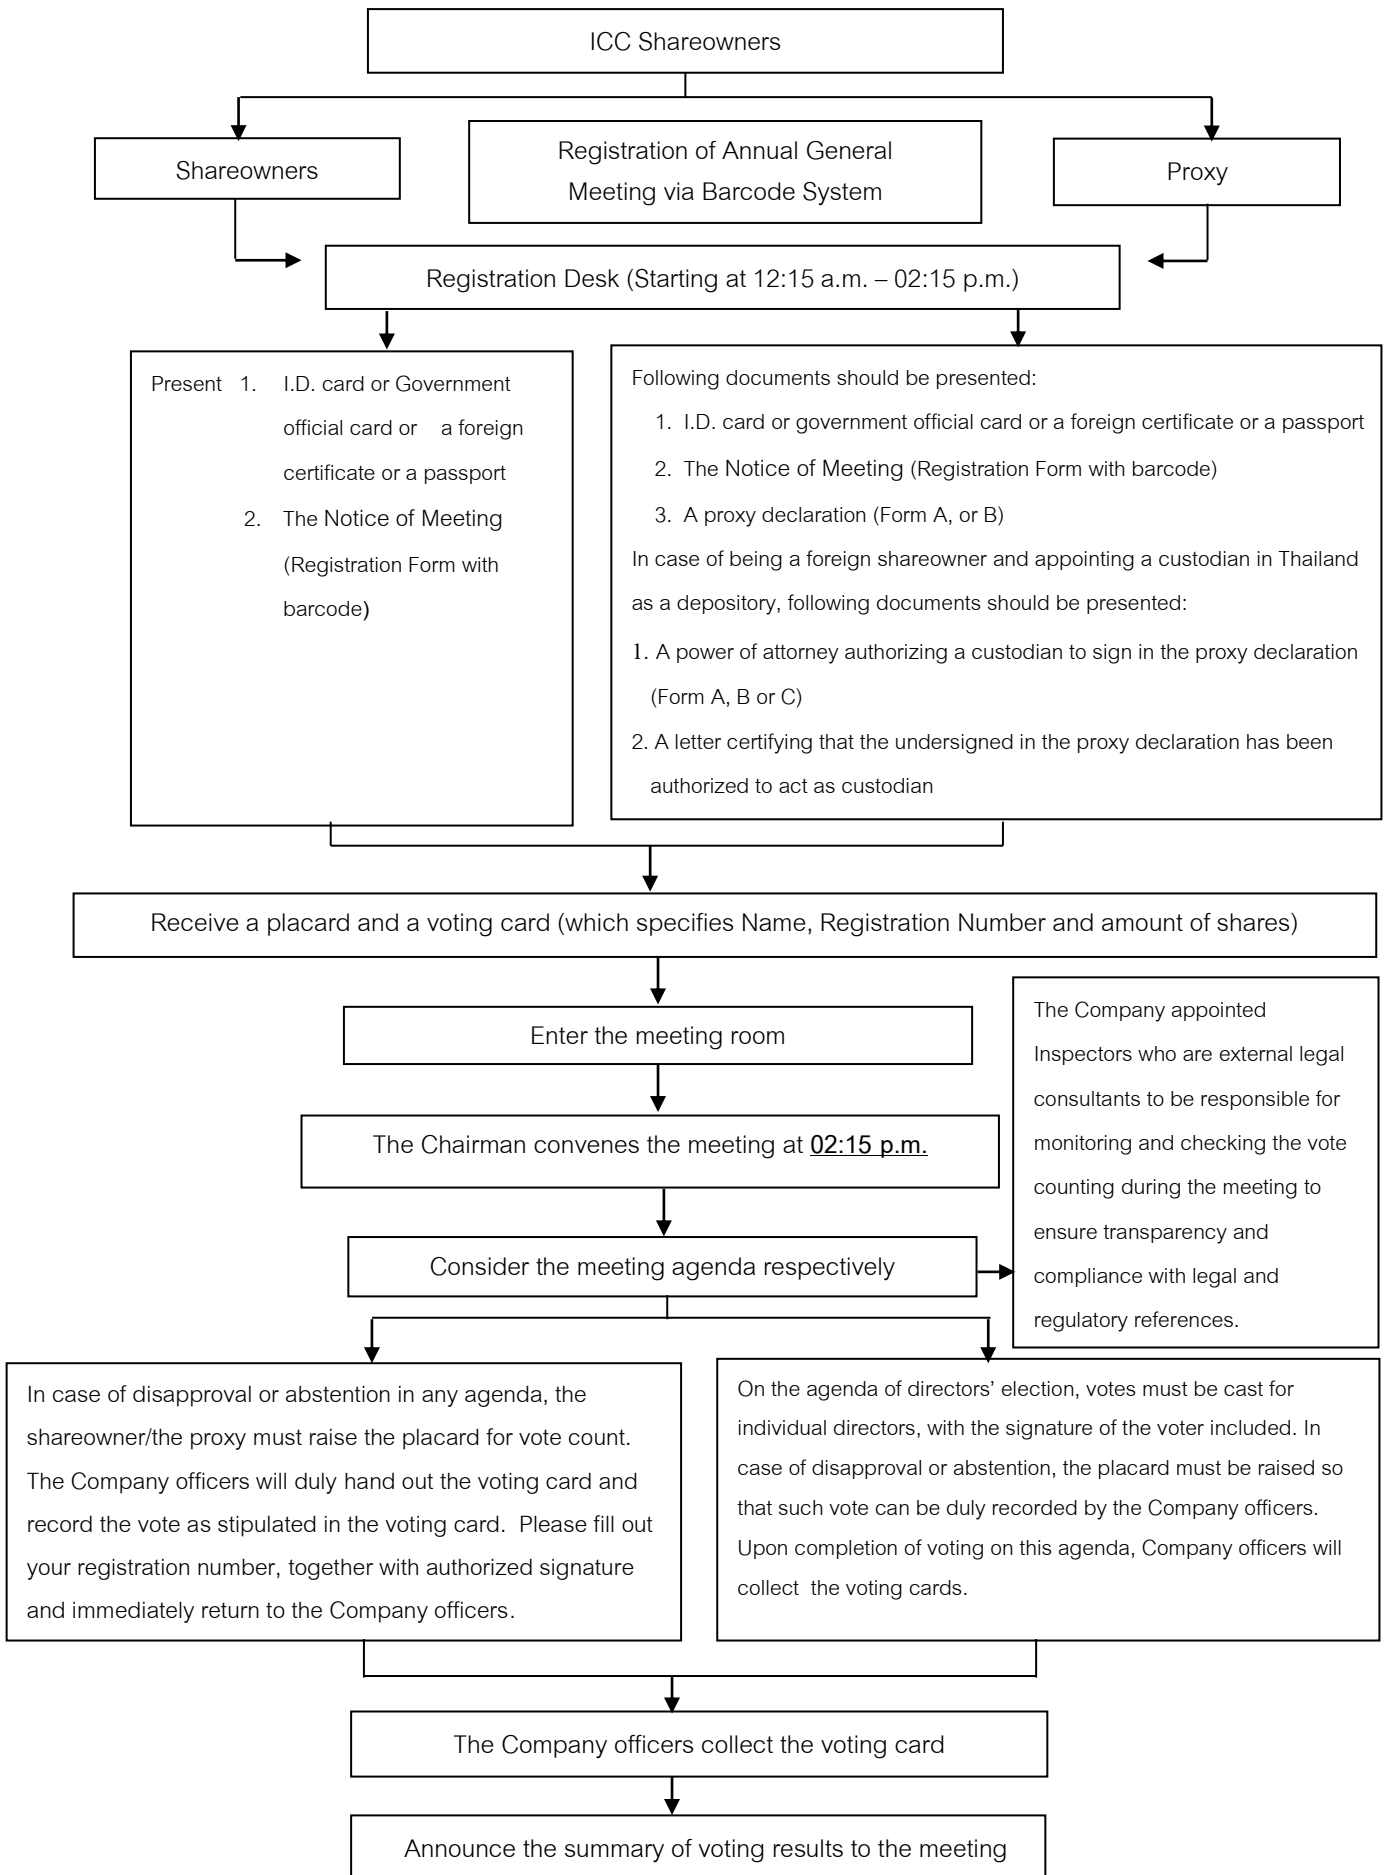 ICC Shareowners
Shareowners
Registration of Annual General
Meeting via Barcode System
Proxy
Registration Desk (Starting at 12:15 a.m. – 02:15 p.m.)
Present 1. I.D. card or Government
official card or a foreign
certificate or a passport
2. The Notice of Meeting
(Registration Form with
barcode)
Following documents should be presented:
1. I.D. card or government official card or a foreign certificate or a passport
2. The Notice of Meeting (Registration Form with barcode)
3. A proxy declaration (Form A, or B)
In case of being a foreign shareowner and appointing a custodian in Thailand
as a depository, following documents should be presented:
1. A power of attorney authorizing a custodian to sign in the proxy declaration
(Form A, B or C)
2. A letter certifying that the undersigned in the proxy declaration has been
authorized to act as custodian
Receive a placard and a voting card (which specifies Name, Registration Number and amount of shares)
Enter the meeting room
The Chairman convenes the meeting at 02:15 p.m.
Consider the meeting agenda respectively
The Company appointed
Inspectors who are external legal
consultants to be responsible for
monitoring and checking the vote
counting during the meeting to
ensure transparency and
compliance with legal and
regulatory references.
In case of disapproval or abstention in any agenda, the
shareowner/the proxy must raise the placard for vote count.
The Company officers will duly hand out the voting card and
record the vote as stipulated in the voting card. Please fill out
your registration number, together with authorized signature
and immediately return to the Company officers.
On the agenda of directors' election, votes must be cast for
individual directors, with the signature of the voter included. In
case of disapproval or abstention, the placard must be raised so
that such vote can be duly recorded by the Company officers.
Upon completion of voting on this agenda, Company officers will
collect the voting cards.
The Company officers collect the voting card
Announce the summary of voting results to the meeting